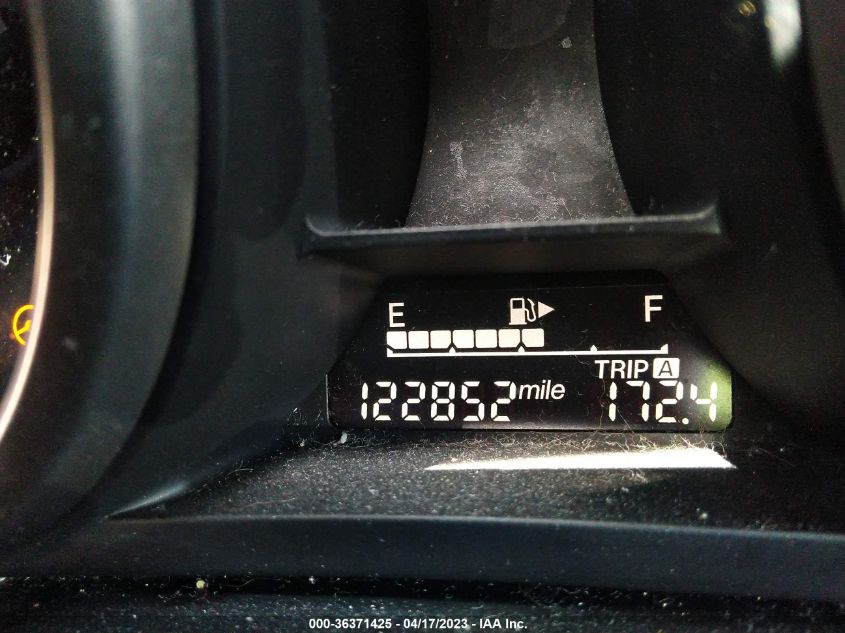 E F
TRIP A
122852 mile 172.4
000-36371425 - 04/17/2023 - IAA Inc.